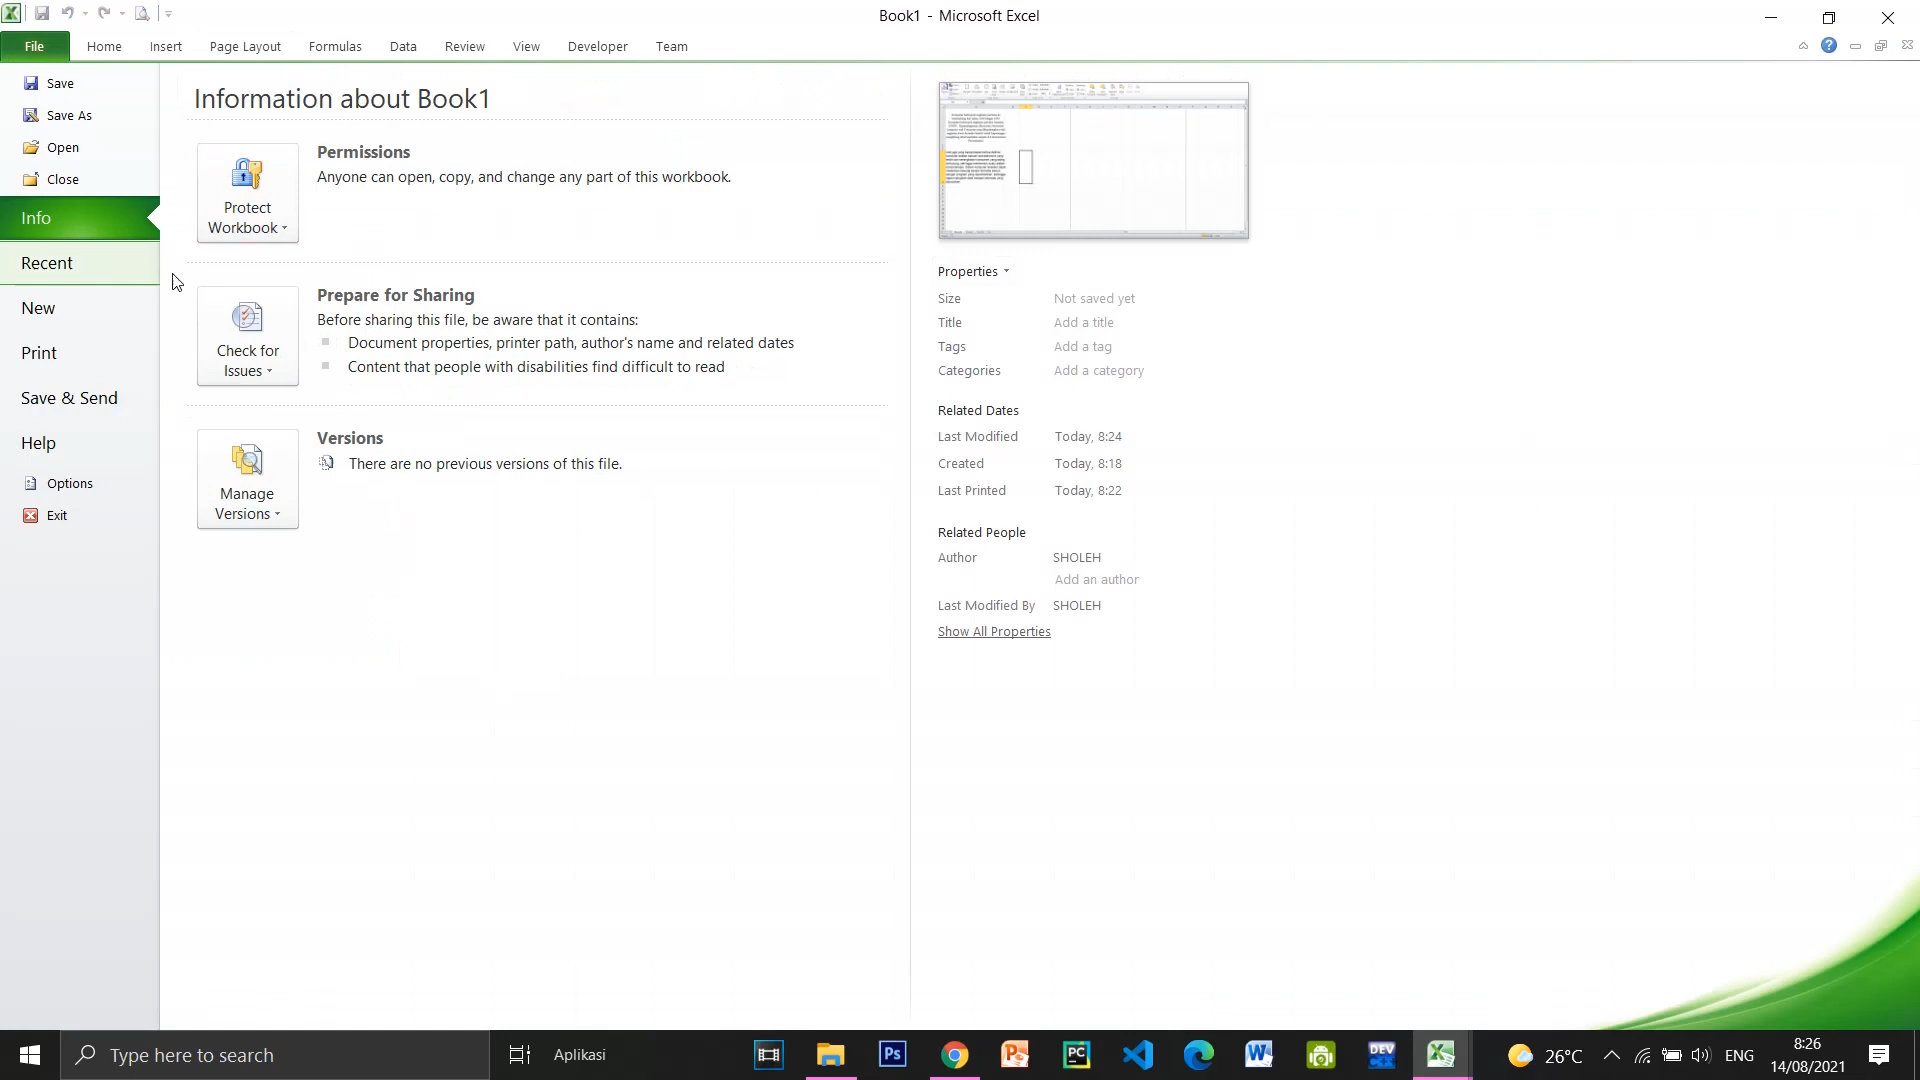 Book1 - Microsoft Excel
File Home Insert Page Layout Formulas Data Review View Developer Team
Save
Save As
Open
Close
Info
Recent
New
Print
Save & Send
Help
Options
Exit
Information about Book1
Protect
Workbook
Permissions
Anyone can open, copy, and change any part of this workbook.
Check for
Issues
Prepare for Sharing
Before sharing this file, be aware that it contains:
Document properties, printer path, author's name and related dates
Content that people with disabilities find difficult to read
Manage
Versions
Versions
There are no previous versions of this file.
Properties
Size Not saved yet
Title Add a title
Tags Add a tag
Categories Add a category
Related Dates
Last Modified Today, 8:24
Created Today, 8:18
Last Printed Today, 8:22
Related People
Author SHOLEH
Add an author
Last Modified By SHOLEH
Show All Properties
Type here to search
Aplikasi
Ps
PC
DEV
26°C
ENG
8:26
14/08/2021